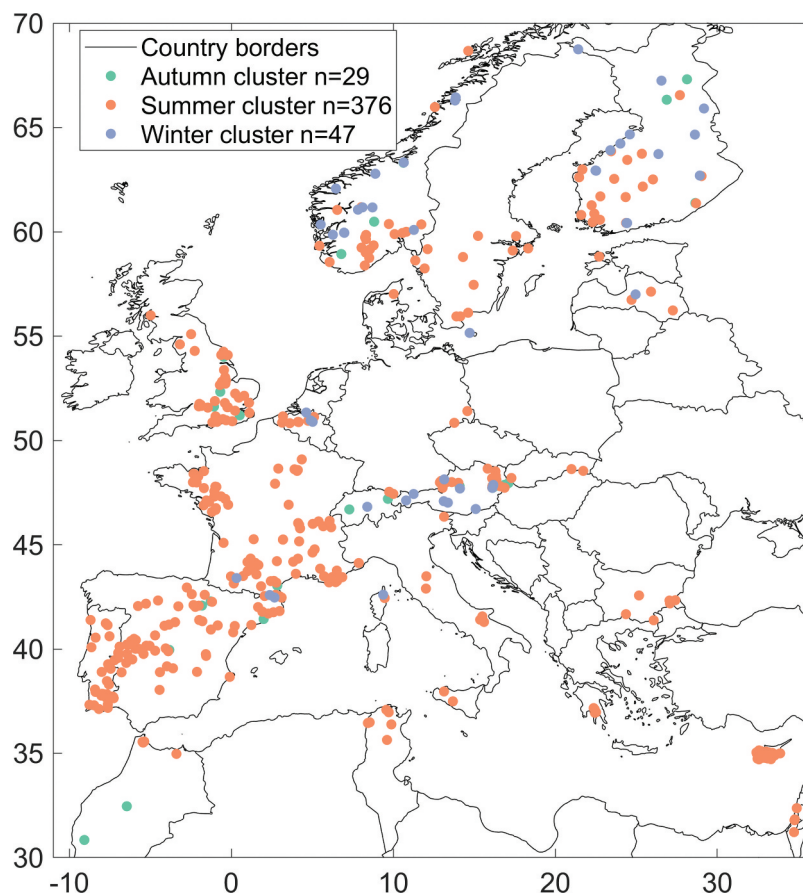 70
Country borders
Autumn cluster n=29
Summer cluster n=376
Winter cluster n=47
65
60
55
50
45
40
35
30
-10 0 10 20 30